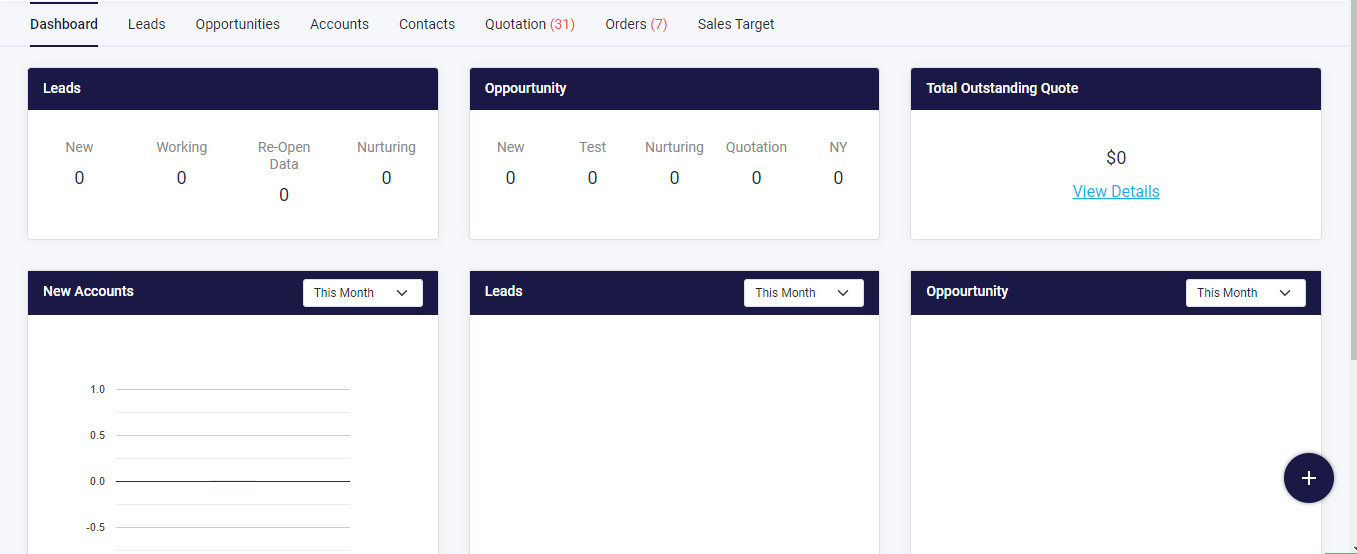 Dashboard Leads Opportunities Accounts Contacts Quotation (31) Orders (7) Sales Target
Leads
New Working Re-Open Data Nurturing
0 0 0 0
Oppourtunity
New Test Nurturing Quotation NY
0 0 0 0 0
Total Outstanding Quote
$0
View Details
New Accounts This Month
1.0
0.5
0.0
-0.5
Leads This Month
Oppourtunity This Month
+